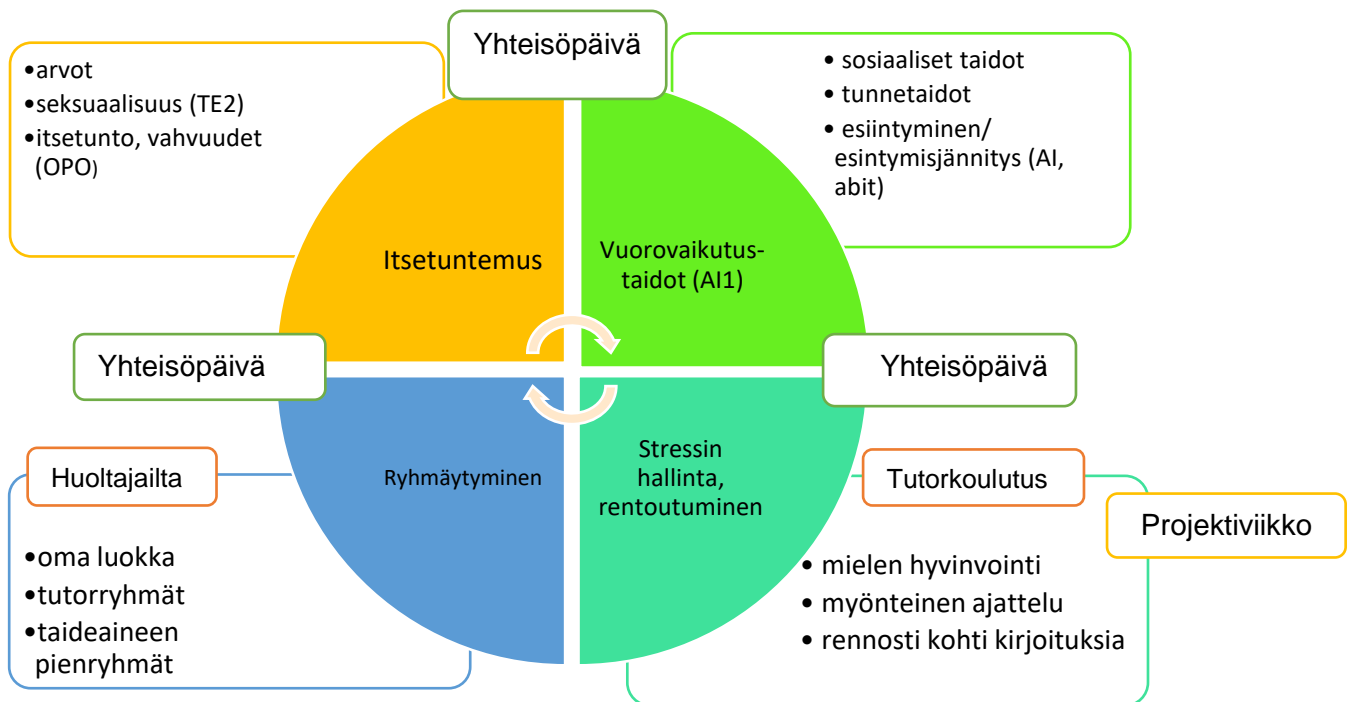 Yhteisöpäivä
•arvot
•seksuaalisuus (TE2)
•itsetunto, vahvuudet
(OPO)
• sosiaaliset taidot
• tunnetaidot
• esiintyminen/
esintymisjännitys (AI,
abit)
Itsetuntemus
Vuorovaikutus-
taidot (AI1)
Yhteisöpäivä
Yhteisöpäivä
Huoltajailta
Ryhmäytyminen
Stressin
hallinta,
rentoutuminen
Tutorkoulutus
Projektiviikko
•oma luokka
•tutorryhmät
•taideaineen
pienryhmät
• mielen hyvinvointi
• myönteinen ajattelu
• rennosti kohti kirjoituksia